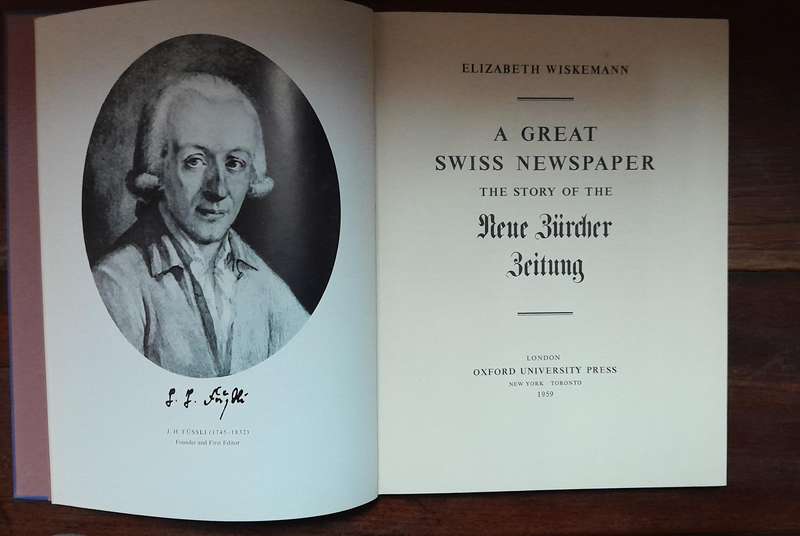 J. H. FÜSSLI (1745-1832)
Founder and First Editor
ELIZABETH WISKEMANN
A GREAT
SWISS NEWSPAPER
THE STORY OF THE
Neue Zürcher
Zeitung
LONDON
OXFORD UNIVERSITY PRESS
NEW YORK TORONTO
1959